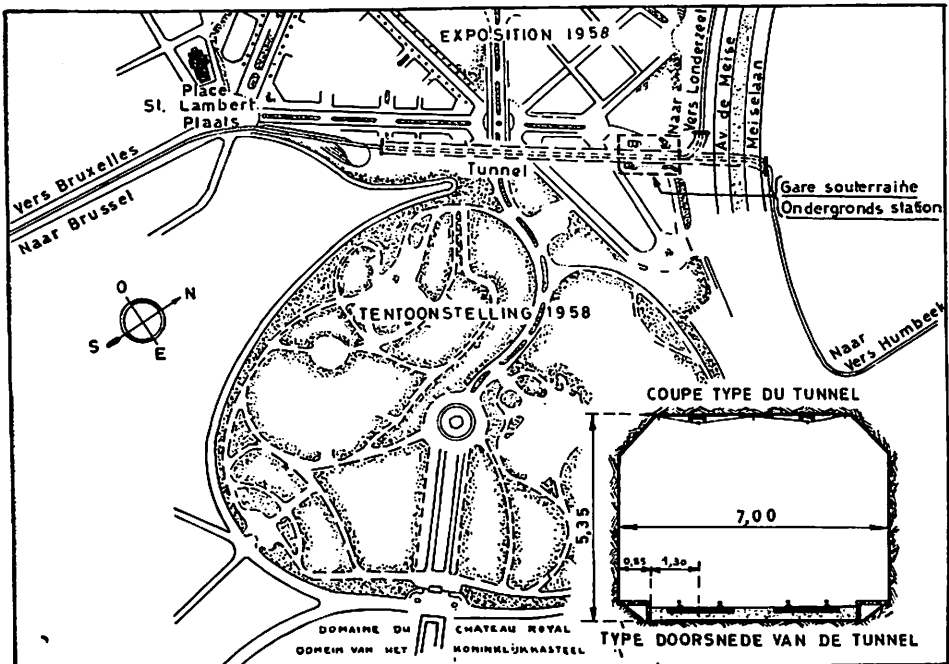 EXPOSITION 1958
Place
St. Lambert
Plaats
Naar
Vers Londerzeel
Av. de Meise
Meiselaan
Vers Bruxelles
Naar Brussel
Tunnel
Gare souterraine
Ondergronds station
O
N
S
E
TENTOONSTELLING 1958
Naar
Vers Humbeek
COUPE TYPE DU TUNNEL
5,35
7,00
0,85
1,30
TYPE DOORSNEDE VAN DE TUNNEL
DOMAINE DU CHATEAU ROYAL
DOMEIN VAN HET KONINKLIJKKASTEEL